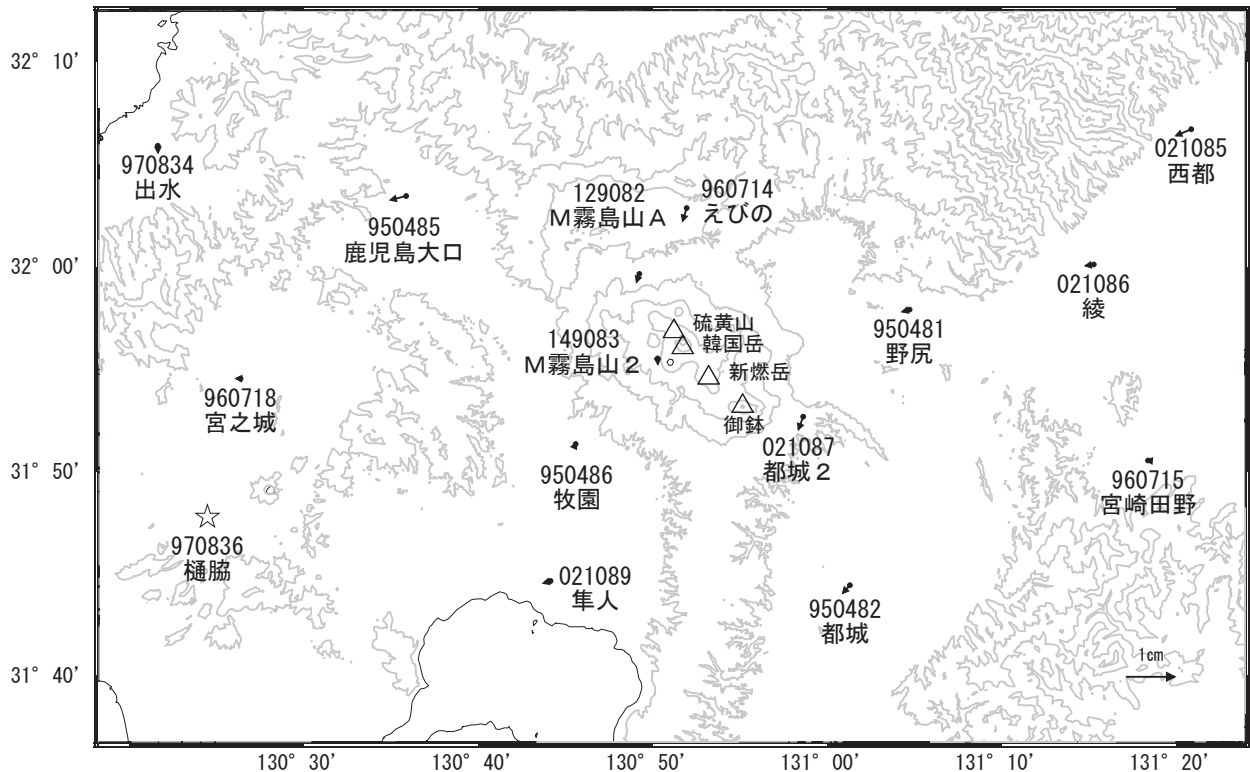 32° 10'
32° 00'
31° 50'
31° 40'
970834
出水
950485
鹿児島大口
129082
M霧島山A
960714
えびの
021085
西都
021086
綾
950481
野尻
硫黄山
韓国岳
新燃岳
御鉢
149083
M霧島山2
960718
宮之城
021087
都城2
950486
牧園
960715
宮崎田野
970836
樋脇
021089
隼人
950482
都城
1cm
130° 30'
130° 40'
130° 50'
131° 00'
131° 10'
131° 20'